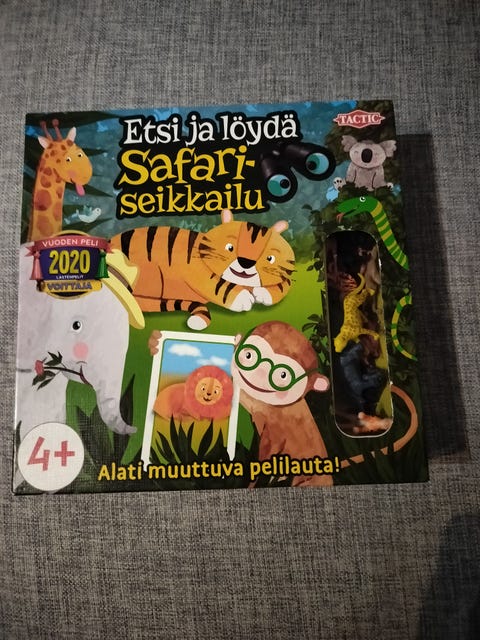 Etsi ja löydä
Safari-
seikkailu
TACTIC
VUODEN PELI
2020
LASTENPELIT
VOITTAJA
4+
Alati muuttuva pelilauta!